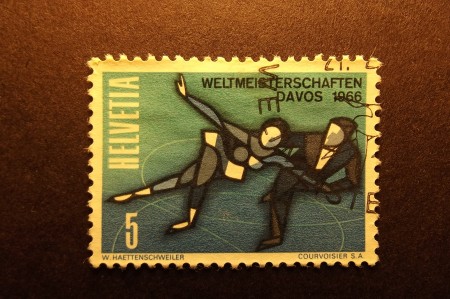 WELTMEISTERSCHAFTEN
DAVOS 1966
HELVETIA
5
W. HAETTENSCHWEILER
COURVOISIER S.A.